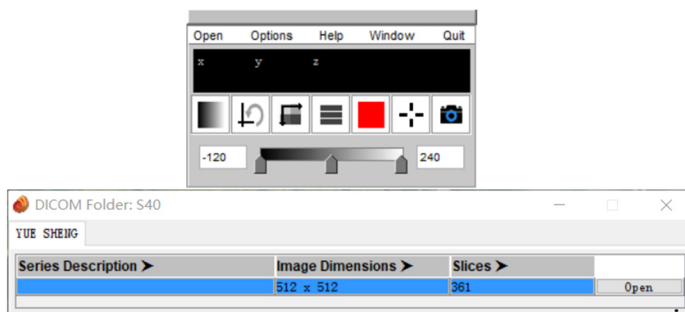 Open Options Help Window Quit
x y z
-120 240
DICOM Folder: S40
YUE SHENG
Series Description ➤ Image Dimensions ➤ Slices ➤
512 x 512 361 Open